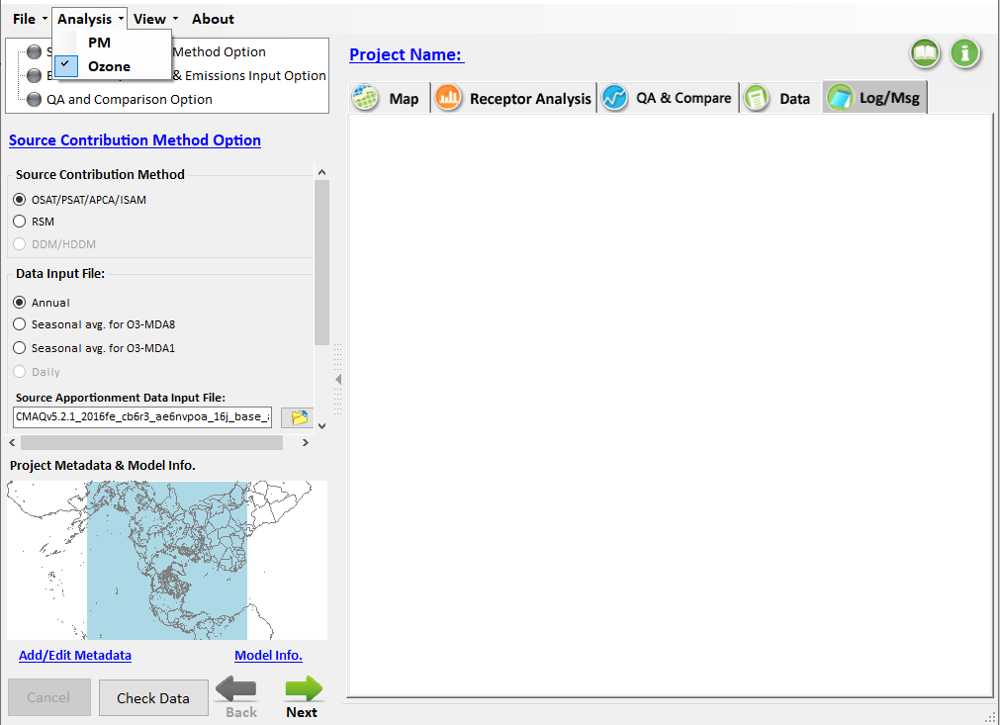 File Analysis View About
PM
Ozone
S Method Option
E & Emissions Input Option
QA and Comparison Option
Project Name:
Map Receptor Analysis QA & Compare Data Log/Msg
Source Contribution Method Option
Source Contribution Method
OSAT/PSAT/APCA/ISAM
RSM
DDM/HDDM
Data Input File:
Annual
Seasonal avg. for O3-MDA8
Seasonal avg. for O3-MDA1
Daily
Source Apportionment Data Input File:
CMAQv5.2.1_2016fe_cb6r3_ae6nvpoa_16j_base_
Project Metadata & Model Info.
Add/Edit Metadata Model Info.
Cancel Check Data Back Next